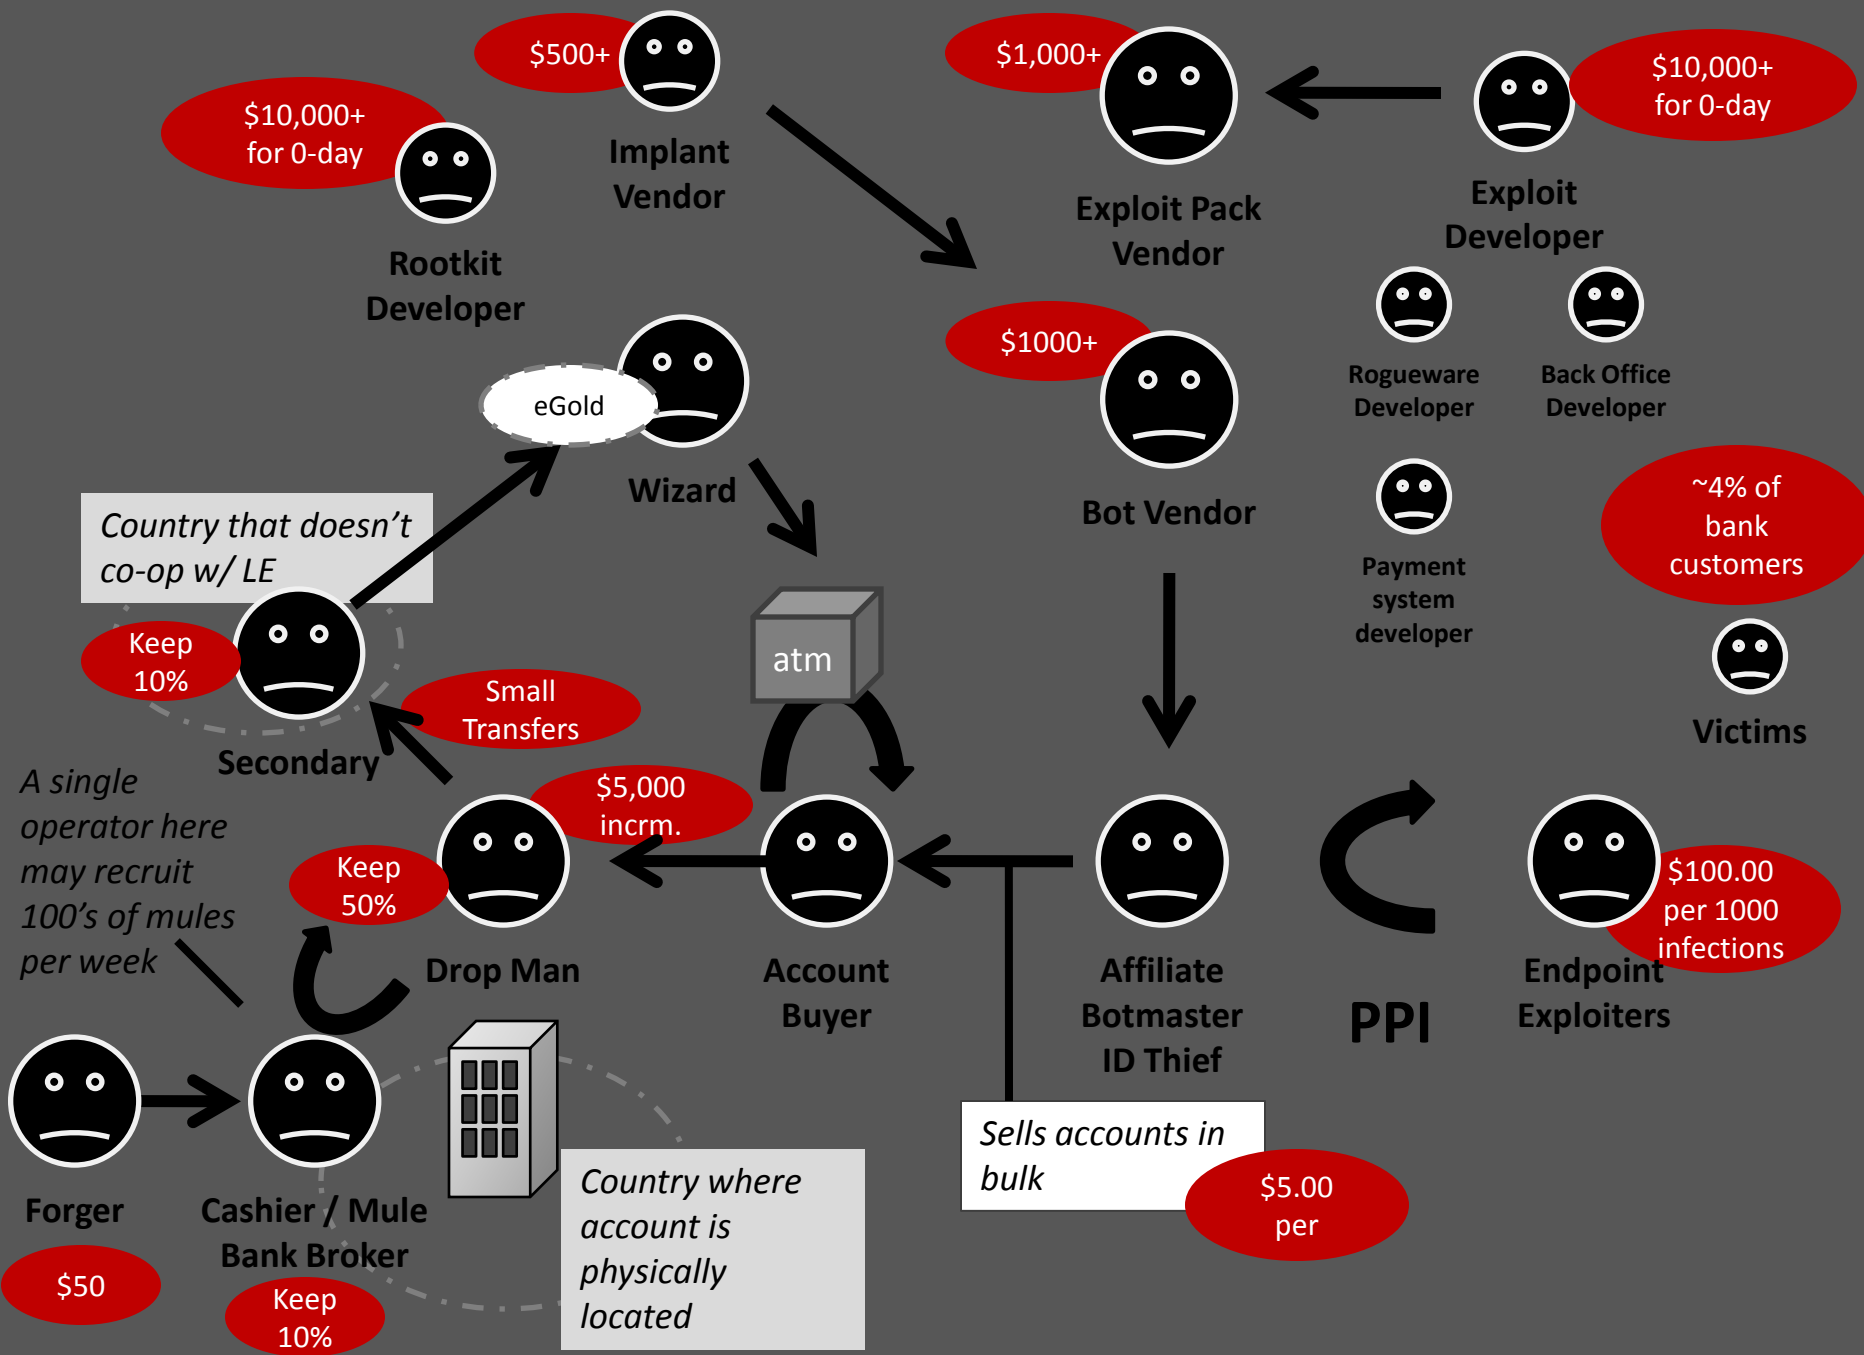 $500+
Implant
Vendor
$1,000+
Exploit Pack
Vendor
$10,000+
for 0-day
Exploit
Developer
$10,000+
for 0-day
Rootkit
Developer
Rogueware
Developer
Back Office
Developer
$1000+
Bot Vendor
eGold
Wizard
Payment
system
developer
~4% of
bank
customers
Victims
Country that doesn’t
co-op w/ LE
Keep
10%
Secondary
Small
Transfers
atm
A single
operator here
may recruit
100’s of mules
per week
$5,000
incrm.
Keep
50%
Drop Man
Account
Buyer
Affiliate
Botmaster
ID Thief
PPI
$100.00
per 1000
infections
Endpoint
Exploiters
Forger
$50
Cashier / Mule
Bank Broker
Keep
10%
Country where
account is
physically
located
Sells accounts in
bulk
$5.00
per